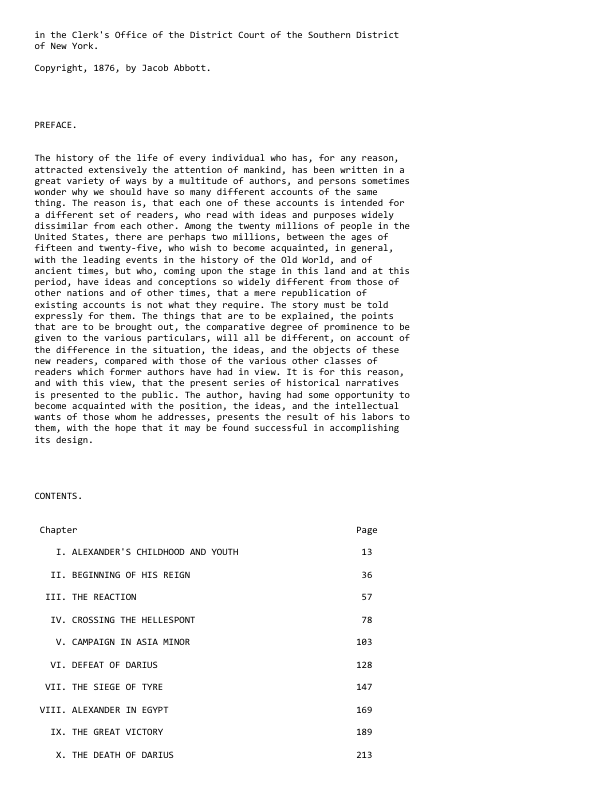 in the Clerk's Office of the District Court of the Southern District
of New York.
Copyright, 1876, by Jacob Abbott.
PREFACE.
The history of the life of every individual who has, for any reason,
attracted extensively the attention of mankind, has been written in a
great variety of ways by a multitude of authors, and persons sometimes
wonder why we should have so many different accounts of the same
thing. The reason is, that each one of these accounts is intended for
a different set of readers, who read with ideas and purposes widely
dissimilar from each other. Among the twenty millions of people in the
United States, there are perhaps two millions, between the ages of
fifteen and twenty-five, who wish to become acquainted, in general,
with the leading events in the history of the Old World, and of
ancient times, but who, coming upon the stage in this land and at this
period, have ideas and conceptions so widely different from those of
other nations and of other times, that a mere republication of
existing accounts is not what they require. The story must be told
expressly for them. The things that are to be explained, the points
that are to be brought out, the comparative degree of prominence to be
given to the various particulars, will all be different, on account of
the difference in the situation, the ideas, and the objects of these
new readers, compared with those of the various other classes of
readers which former authors have had in view. It is for this reason,
and with this view, that the present series of historical narratives
is presented to the public. The author, having had some opportunity to
become acquainted with the position, the ideas, and the intellectual
wants of those whom he addresses, presents the result of his labors to
them, with the hope that it may be found successful in accomplishing
its design.
CONTENTS.
Chapter Page
I. ALEXANDER'S CHILDHOOD AND YOUTH 13
II. BEGINNING OF HIS REIGN 36
III. THE REACTION 57
IV. CROSSING THE HELLESPONT 78
V. CAMPAIGN IN ASIA MINOR 103
VI. DEFEAT OF DARIUS 128
VII. THE SIEGE OF TYRE 147
VIII. ALEXANDER IN EGYPT 169
IX. THE GREAT VICTORY 189
X. THE DEATH OF DARIUS 213